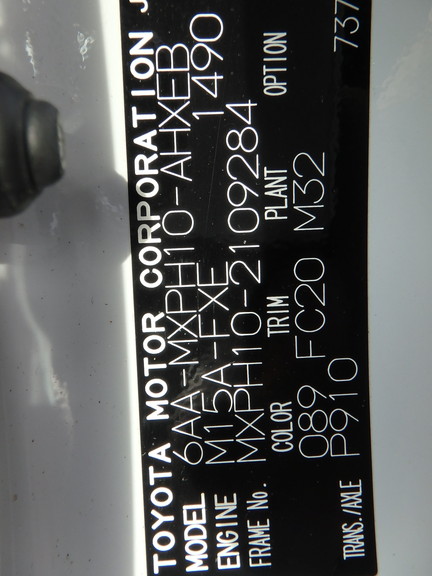 TOYOTA MOTOR CORPORATION J
MODEL 6AA-MXPH10-AHXEB
ENGINE M15A-FXE 1490
FRAME No. MXPH10-2109284
COLOR TRIM PLANT OPTION
089 FC20 M32
TRANS./AXLE P910 737